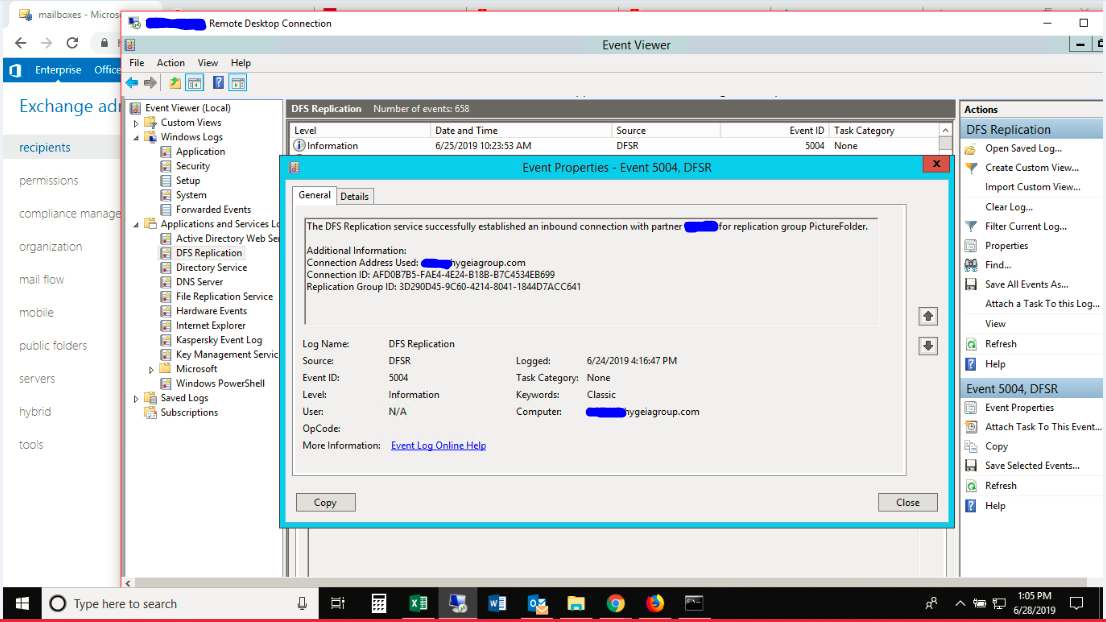 mailboxes - Micros
Remote Desktop Connection
Event Viewer
File Action View Help
Enterprise Office
Exchange ad
recipients
permissions
compliance manage
organization
mail flow
mobile
public folders
servers
hybrid
tools
Event Viewer (Local)
Custom Views
Windows Logs
Application
Security
Setup
System
Forwarded Events
Applications and Services Lo
Active Directory Web Ser
DFS Replication
Directory Service
DNS Server
File Replication Service
Hardware Events
Internet Explorer
Kaspersky Event Log
Key Management Servic
Microsoft
Windows PowerShell
Saved Logs
Subscriptions
DFS Replication Number of events: 658
Level Date and Time Source Event ID Task Category
Information 6/25/2019 10:23:53 AM DFSR 5004 None
Event Properties - Event 5004, DFSR
General Details
The DFS Replication service successfully established an inbound connection with partner for replication group PictureFolder.
Additional Information:
Connection Address Used: hygeiagroup.com
Connection ID: AFD0B7B5-FAE4-4E24-B18B-B7C4534EB699
Replication Group ID: 3D290D45-9C60-4214-8041-1844D7ACC641
Log Name: DFS Replication
Source: DFSR Logged: 6/24/2019 4:16:47 PM
Event ID: 5004 Task Category: None
Level: Information Keywords: Classic
User: N/A Computer: hygeiagroup.com
OpCode:
More Information: Event Log Online Help
Copy Close
Actions
DFS Replication
Open Saved Log...
Create Custom View...
Import Custom View...
Clear Log...
Filter Current Log...
Properties
Find...
Save All Events As...
Attach a Task To this Log...
View
Refresh
Help
Event 5004, DFSR
Event Properties
Attach Task To This Event...
Copy
Save Selected Events...
Refresh
Help
Type here to search
1:05 PM
6/28/2019